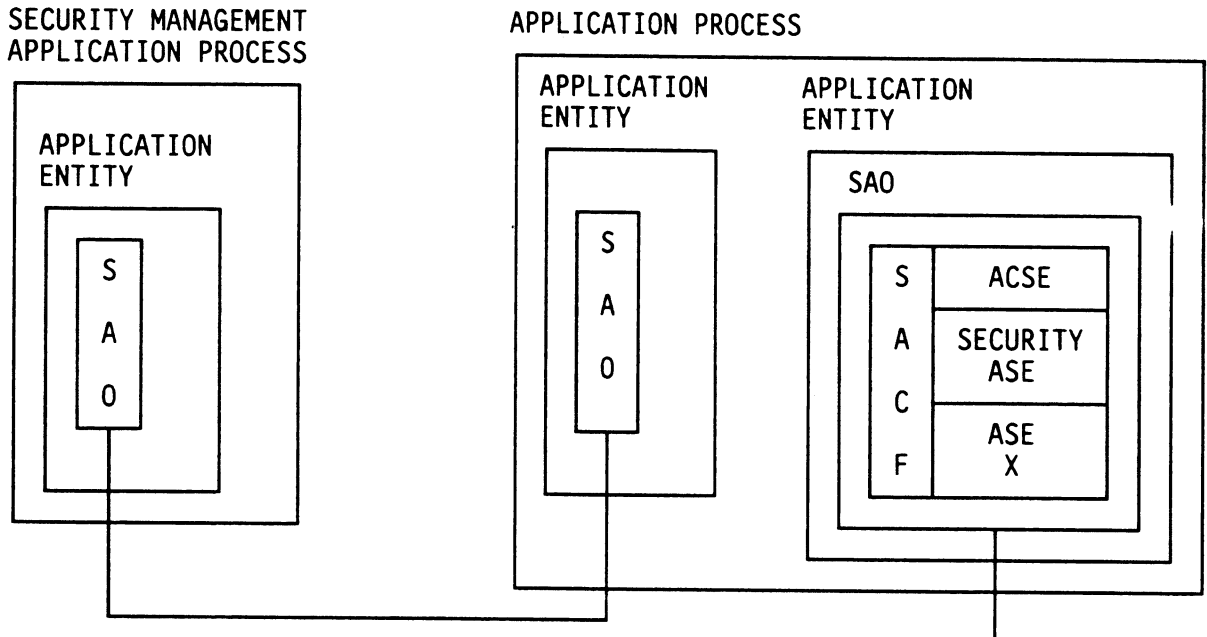 SECURITY MANAGEMENT
APPLICATION PROCESS
APPLICATION
ENTITY
S
A
O
APPLICATION PROCESS
APPLICATION
ENTITY
S
A
O
APPLICATION
ENTITY
SAO
S
A
C
F
ACSE
SECURITY
ASE
ASE
X